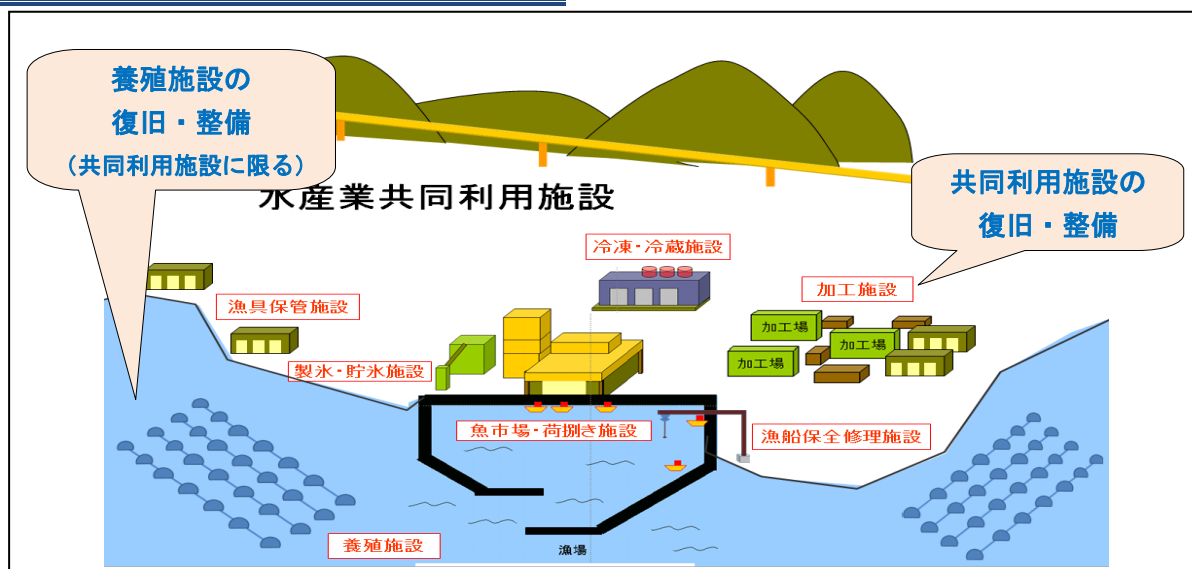 養殖施設の
復旧・整備
（共同利用施設に限る）
水産業共同利用施設
共同利用施設の
復旧・整備
冷凍・冷蔵施設
漁具保管施設
加工施設
加工場
加工場
加工場
製氷・貯氷施設
魚市場・荷捌き施設
漁船保全修理施設
養殖施設
漁場